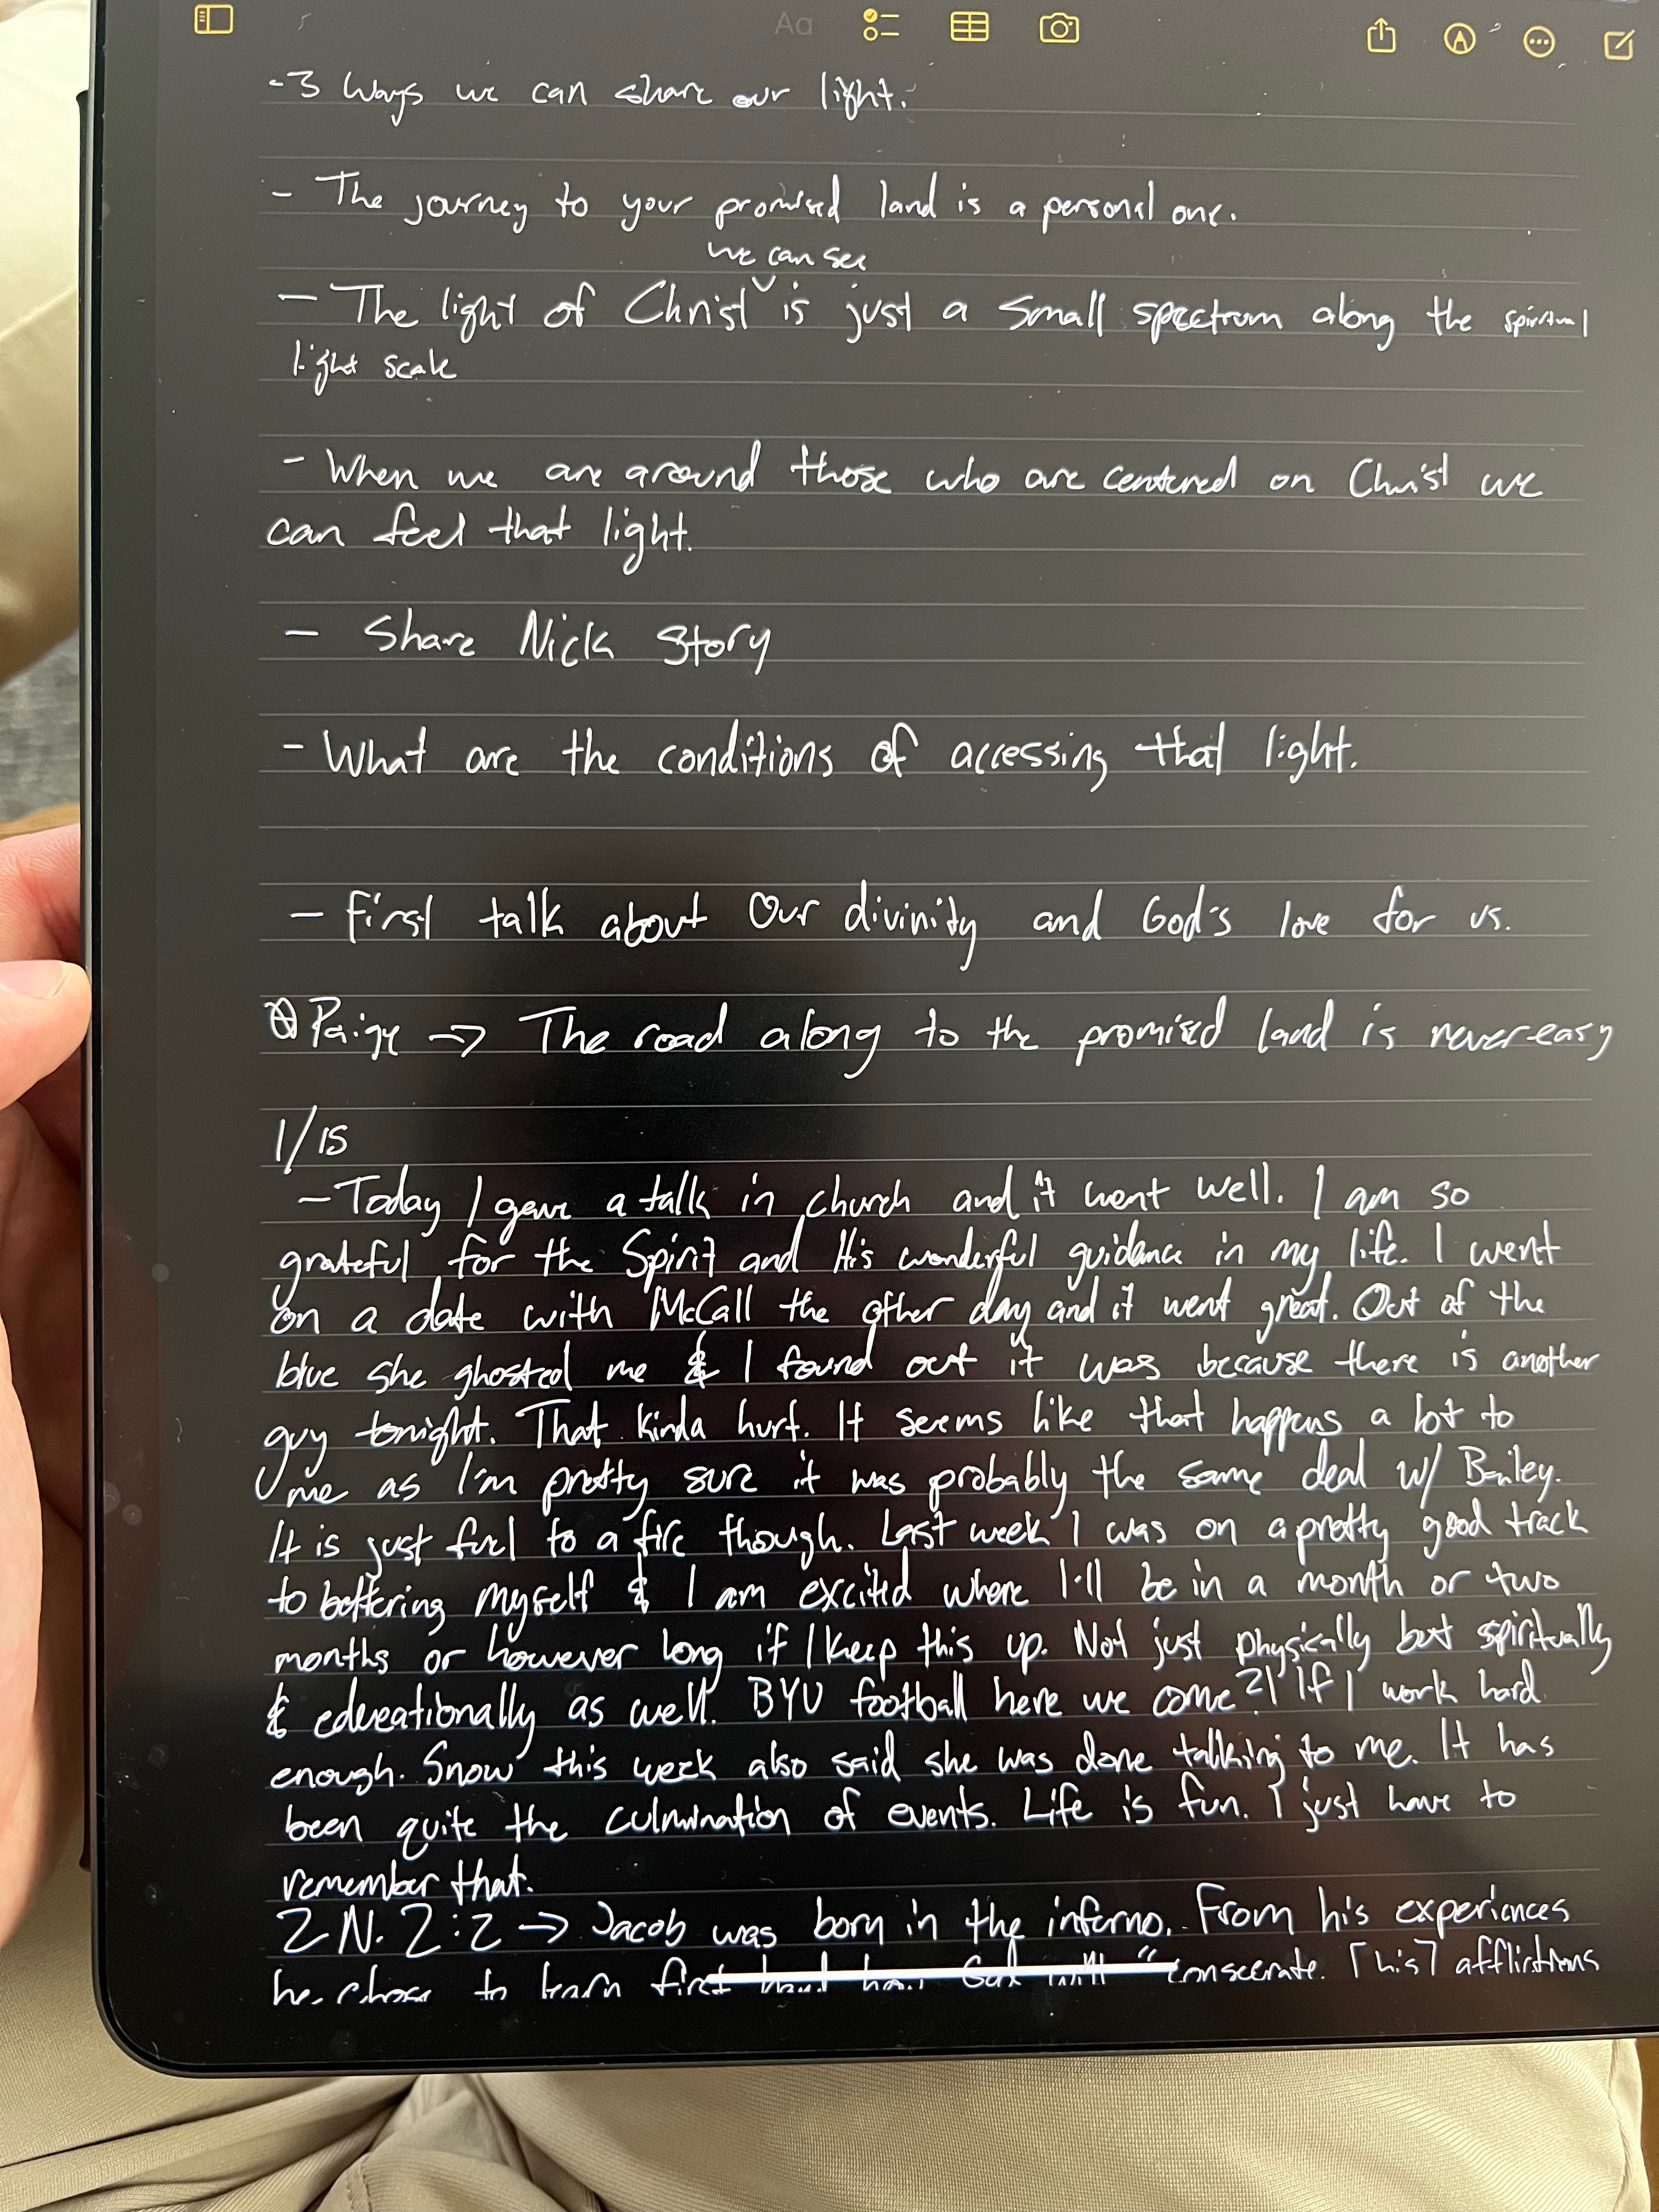 Aa
-3 Ways we can share our light.
- The journey to your promised land is a personal one.
we can see
- The light of Christ ˅ is just a small spectrum along the spiritual
light scale
- When we are around those who are centered on Christ we
can feel that light.
- Share Nick Story
- What are the conditions of accessing that light.
- First talk about Our divinity and God's love for us.
Paige → The road along to the promised land is never easy
1/15
- Today I gave a talk in church and it went well. I am so
grateful for the Spirit and His wonderful guidance in my life. I went
on a date with McCall the other day and it went great. Out of the
blue she ghosted me & I found out it was because there is another
guy tonight. That kinda hurt. It seems like that happens a lot to
me as I'm pretty sure it was probably the same deal w/ Bailey.
It is just fuel to a fire though. Last week I was on a pretty good track
to bettering myself & I am excited where I'll be in a month or two
months or however long if I keep this up. Not just physically but spiritually
& educationally as well. BYU football here we come?! If I work hard
enough. Snow this week also said she was done talking to me. It has
been quite the culmination of events. Life is fun. I just have to
remember that.
2 N. 2:2 → Jacob was born in the inferno. From his experiences
he chose to learn first hand how God will "consecrate [his] afflictions